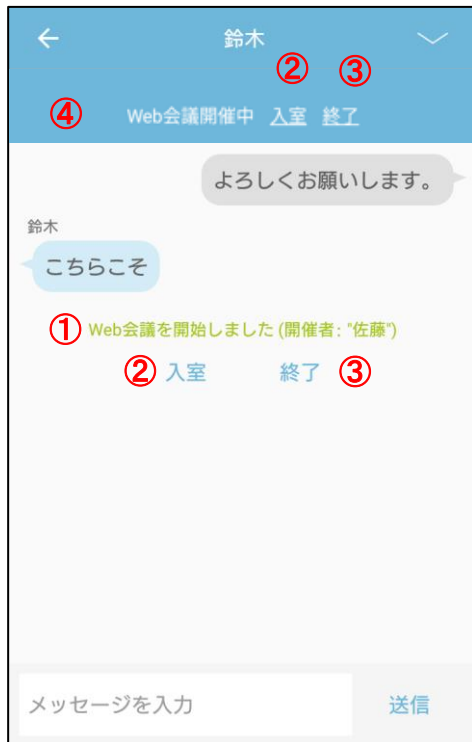 鈴木
② ③
④ Web会議開催中 入室 終了
よろしくお願いします。
鈴木
こちらこそ
① Web会議を開始しました (開催者: "佐藤")
② 入室 終了 ③
メッセージを入力 送信